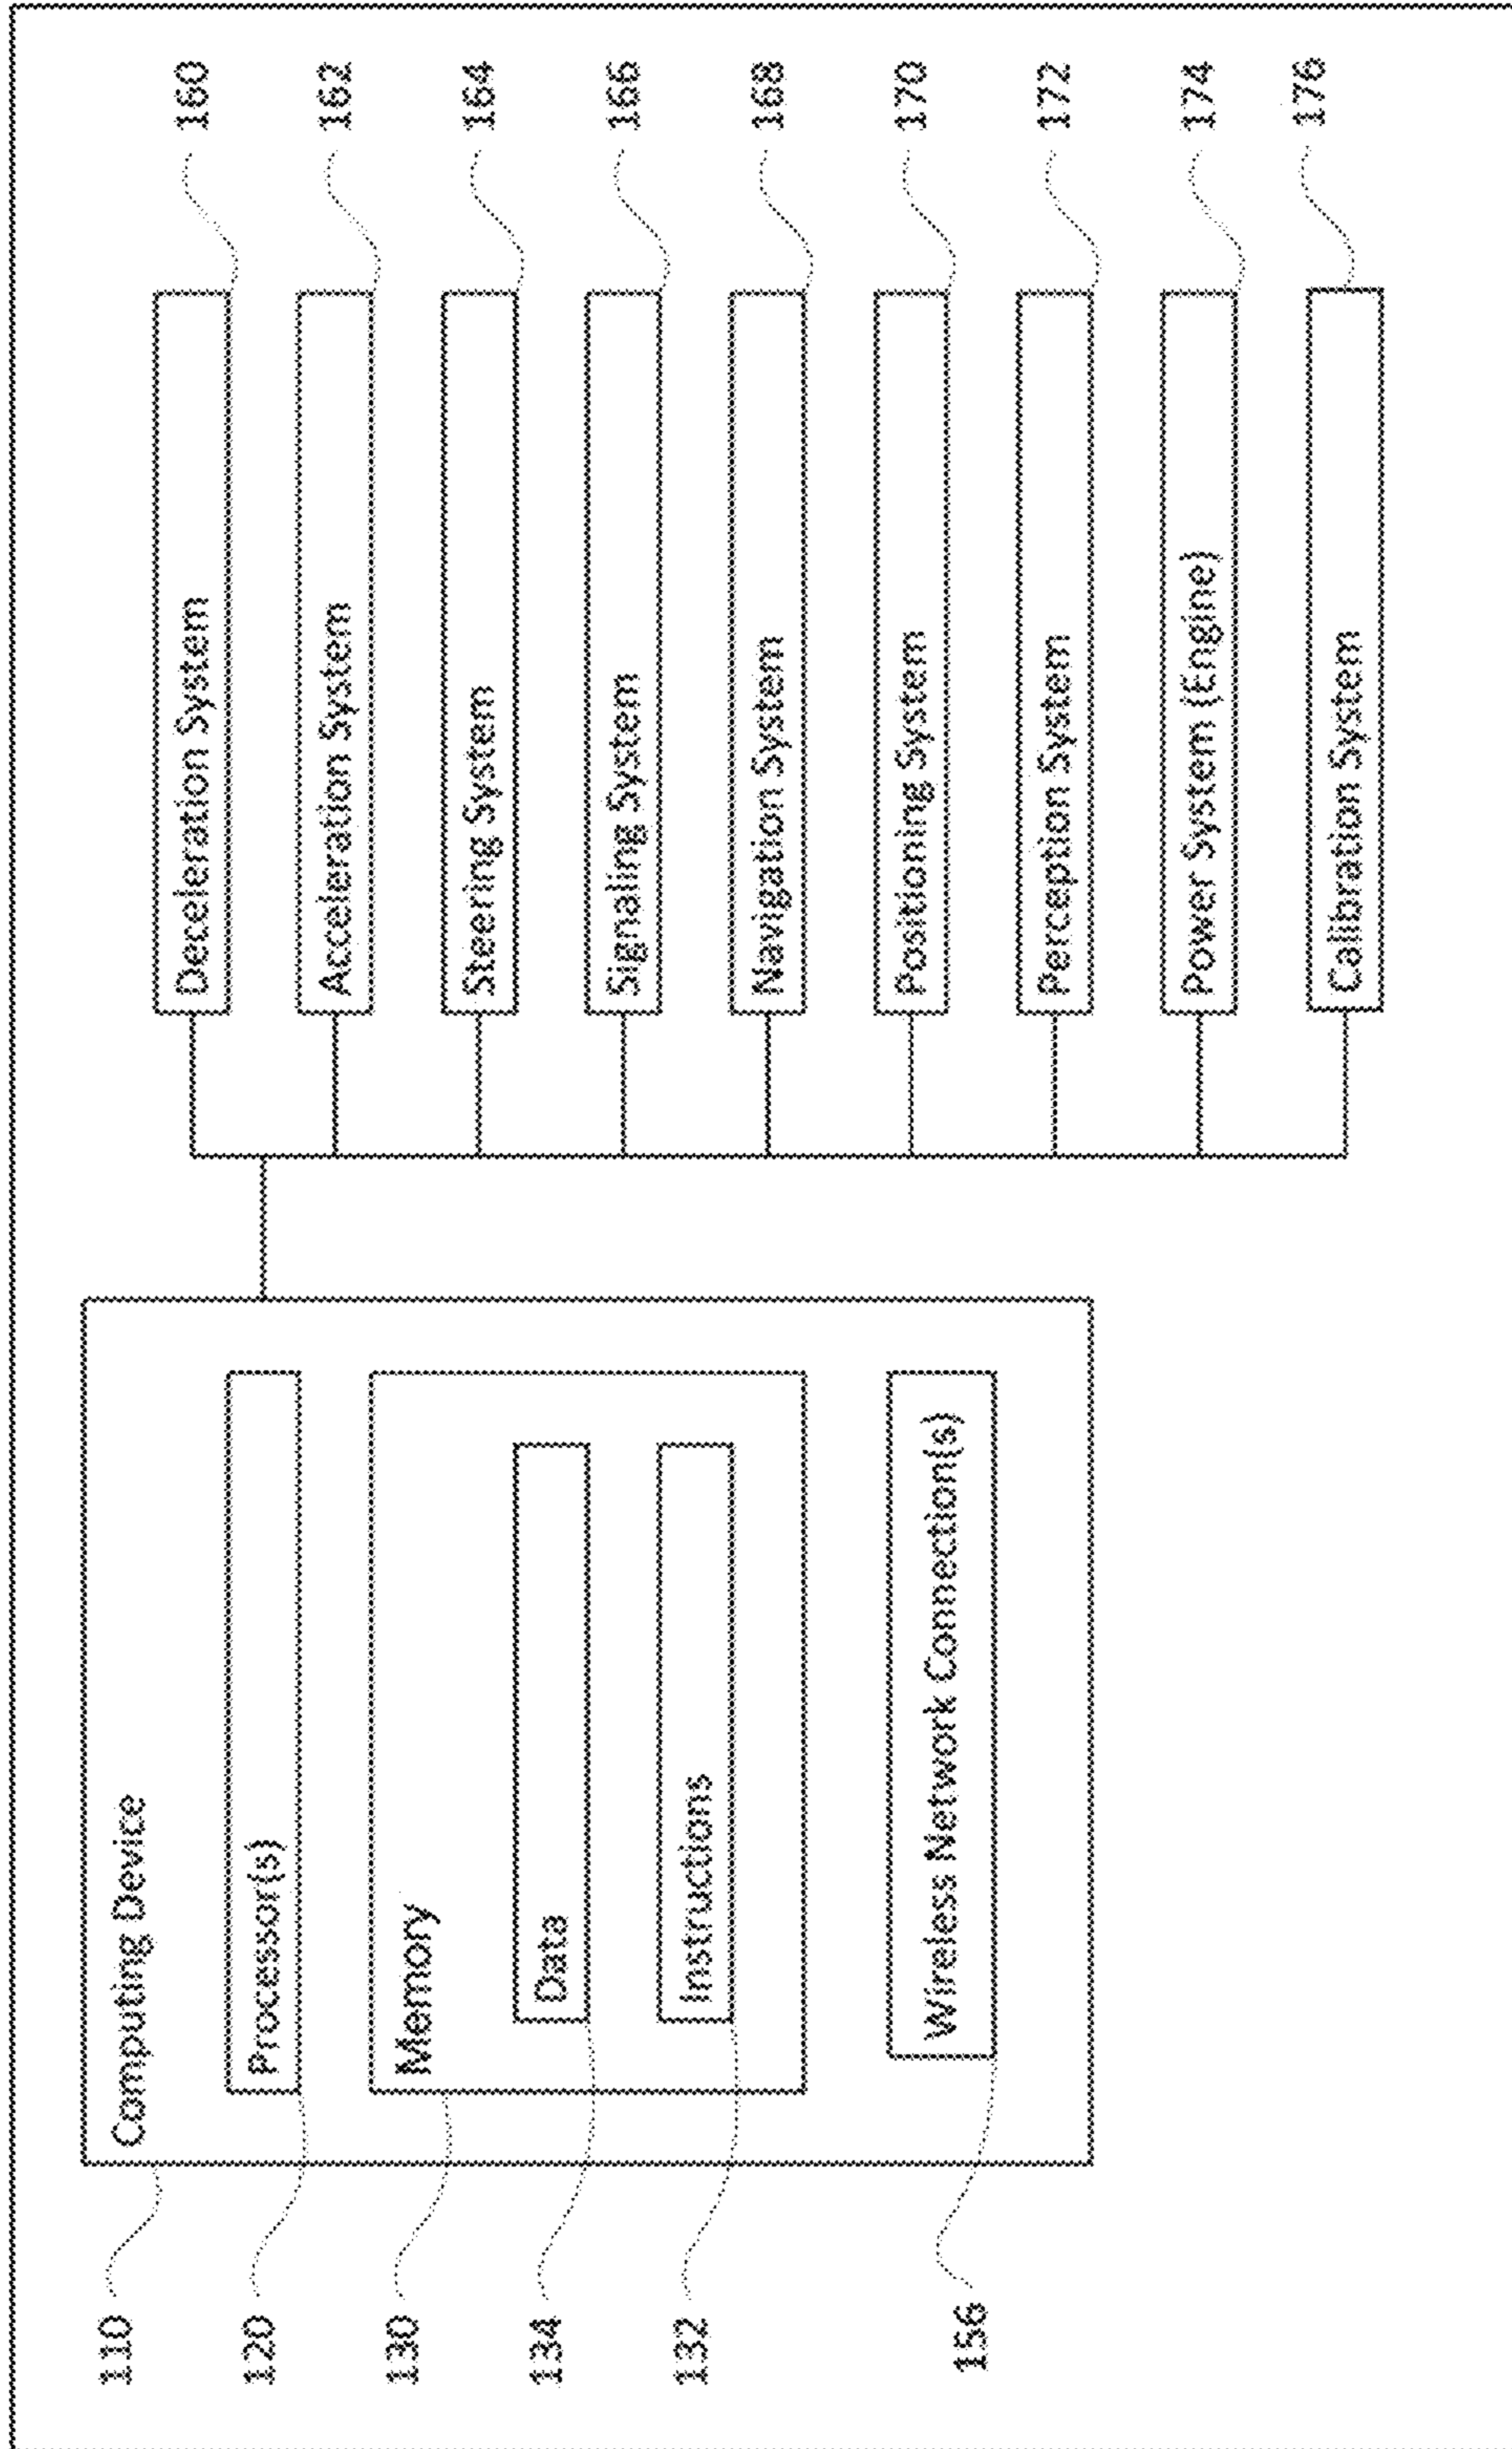 110
Computing Device
120
Processor(s)
130
Memory
134
Data
132
Instructions
156
Wireless Network Connection(s)
Deceleration System
160
Acceleration System
162
Steering System
164
Signaling System
166
Navigation System
168
Positioning System
170
Perception System
172
Power System (Engine)
174
Calibration System
176